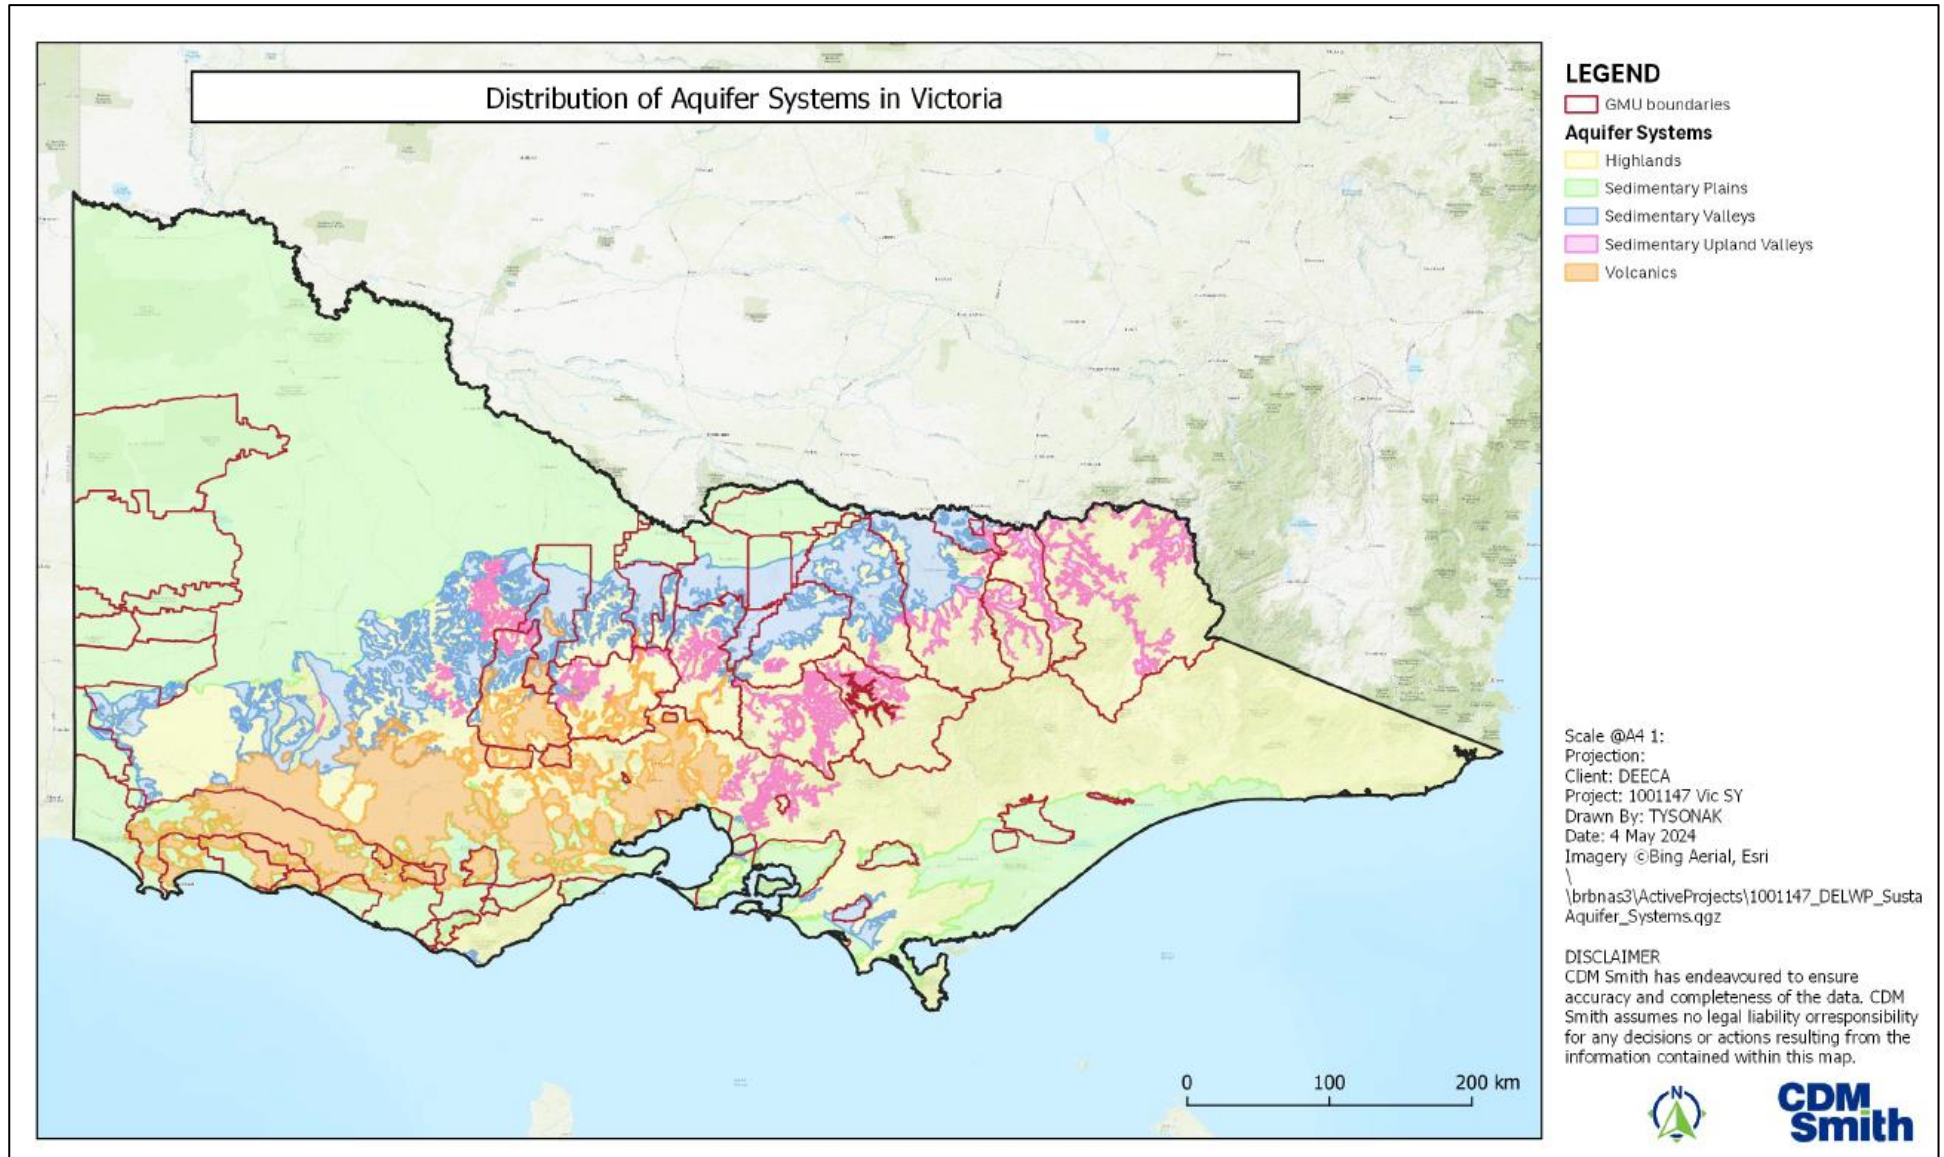 Distribution of Aquifer Systems in Victoria
LEGEND
GMU boundaries
Aquifer Systems
Highlands
Sedimentary Plains
Sedimentary Valleys
Sedimentary Upland Valleys
Volcanics
Scale @A4 1:
Projection:
Client: DEECA
Project: 1001147 Vic SY
Drawn By: TYSONAK
Date: 4 May 2024
Imagery ©Bing Aerial, Esri
\
\brbnas3\ActiveProjects\1001147_DELWP_Susta
Aquifer_Systems.qgz
DISCLAIMER
CDM Smith has endeavoured to ensure
accuracy and completeness of the data. CDM
Smith assumes no legal liability orresponsibility
for any decisions or actions resulting from the
information contained within this map.
0 100 200 km
N
CDM
Smith